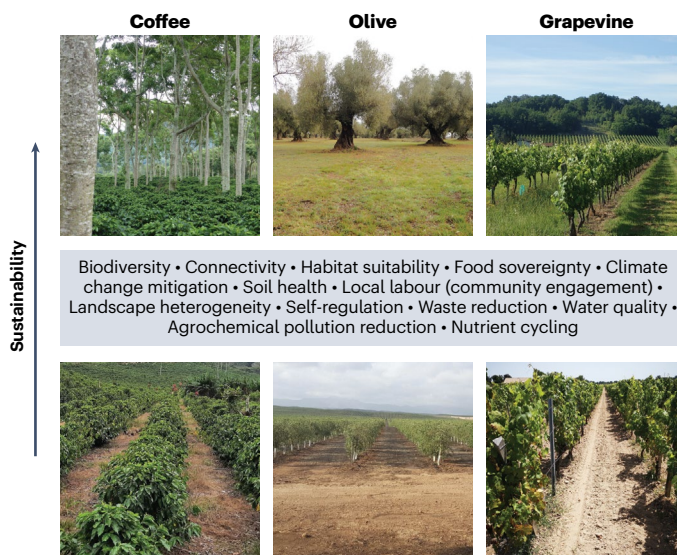 Coffee
Olive
Grapevine
Sustainability
Biodiversity • Connectivity • Habitat suitability • Food sovereignty • Climate
change mitigation • Soil health • Local labour (community engagement) •
Landscape heterogeneity • Self-regulation • Waste reduction • Water quality •
Agrochemical pollution reduction • Nutrient cycling